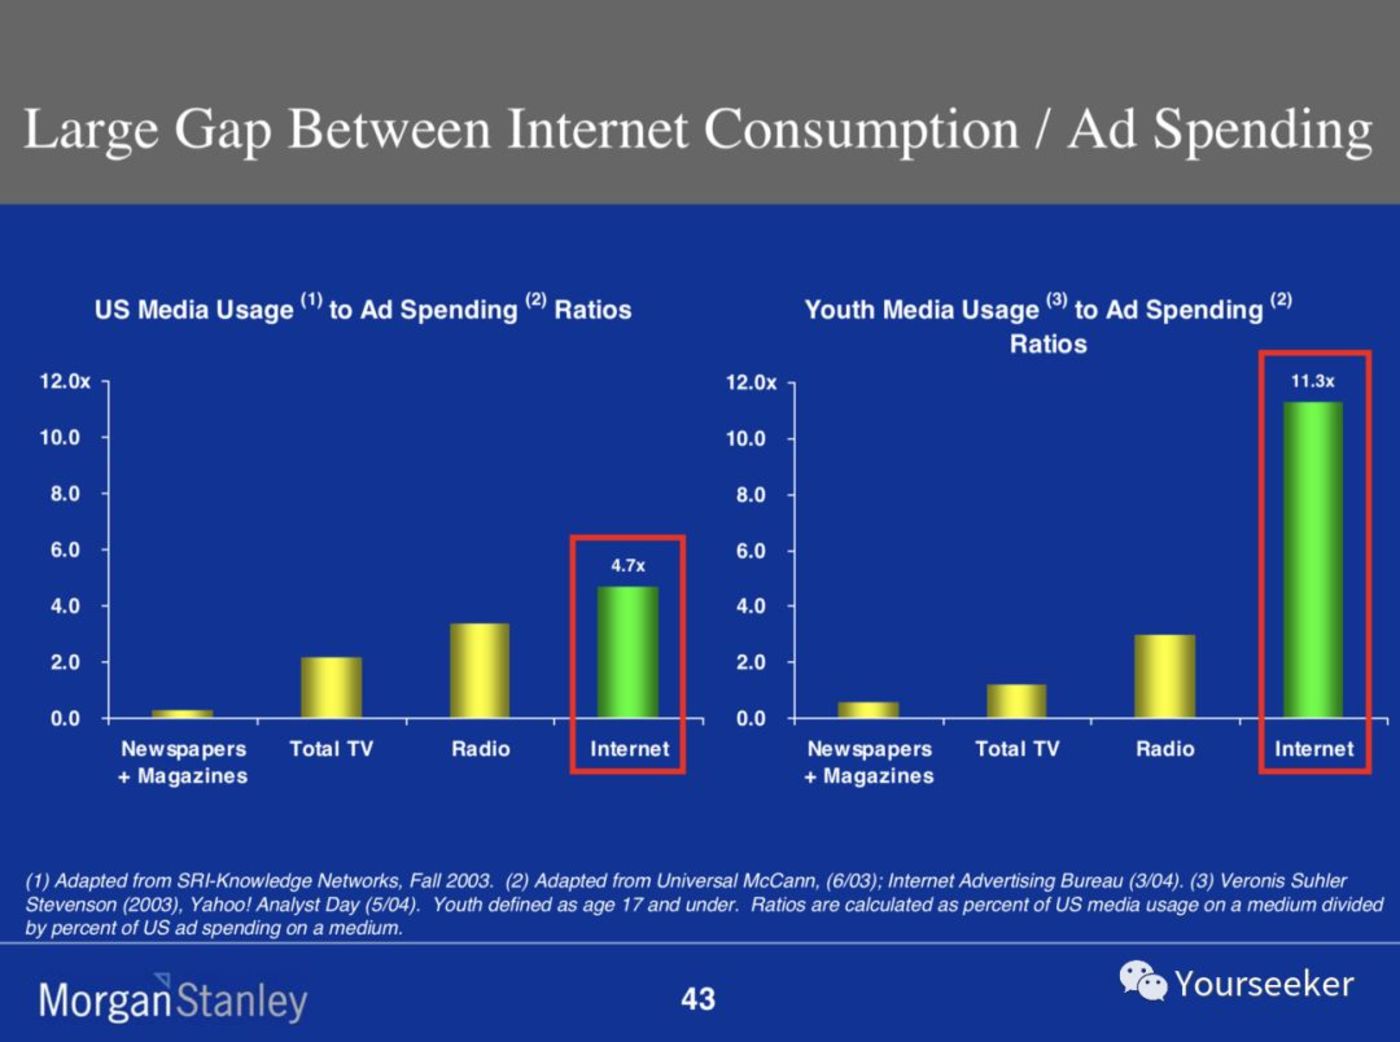 Large Gap Between Internet Consumption / Ad Spending
US Media Usage (1) to Ad Spending (2) Ratios
12.0x
10.0
8.0
6.0
4.0
2.0
0.0
4.7x
Newspapers
+ Magazines
Total TV
Radio
Internet
Youth Media Usage (3) to Ad Spending (2)
Ratios
12.0x
10.0
8.0
6.0
4.0
2.0
0.0
11.3x
Newspapers
+ Magazines
Total TV
Radio
Internet
(1) Adapted from SRI-Knowledge Networks, Fall 2003. (2) Adapted from Universal McCann, (6/03); Internet Advertising Bureau (3/04). (3) Veronis Suhler
Stevenson (2003), Yahoo! Analyst Day (5/04). Youth defined as age 17 and under. Ratios are calculated as percent of US media usage on a medium divided
by percent of US ad spending on a medium.
MorganStanley
43
Yourseeker